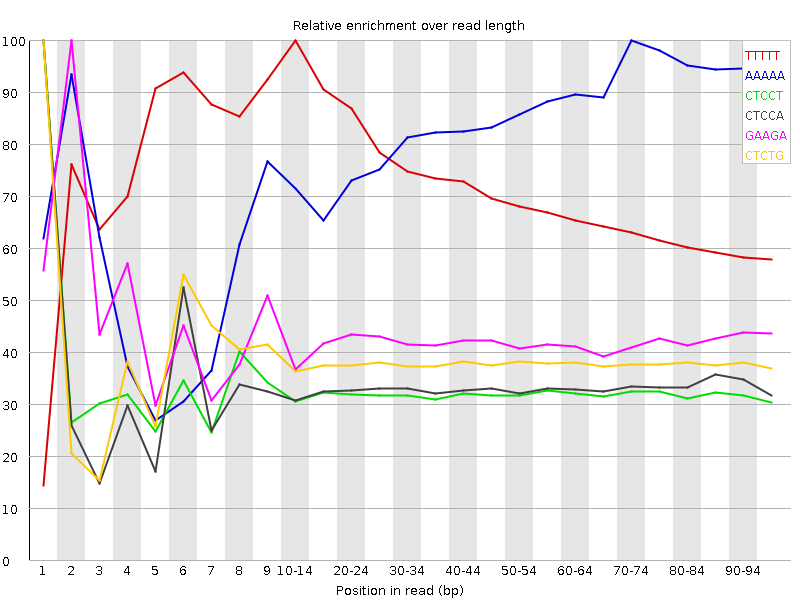 Relative enrichment over read length
100
90
80
70
60
50
40
30
20
10
0
TTTTT
AAAAA
CTCCT
CTCCA
GAAGA
CTCTG
1 2 3 4 5 6 7 8 9 10-14 20-24 30-34 40-44 50-54 60-64 70-74 80-84 90-94
Position in read (bp)